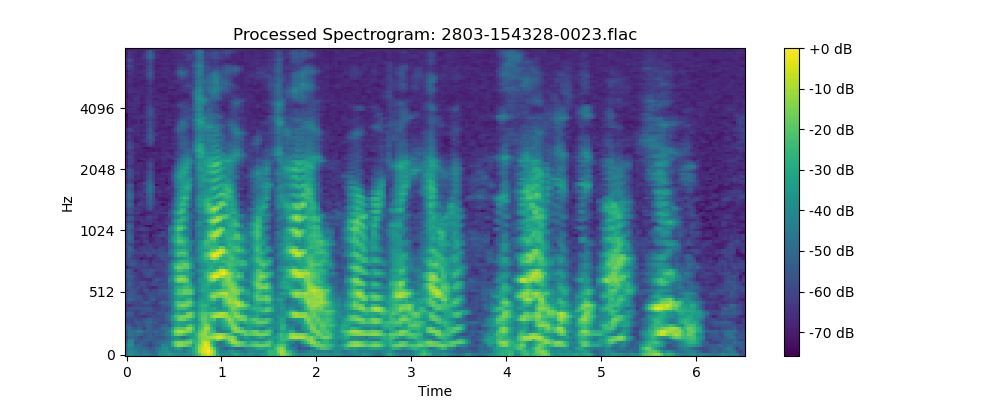 Processed Spectrogram: 2803-154328-0023.flac
Hz
4096
2048
1024
512
0
0 1 2 3 4 5 6
Time
+0 dB
-10 dB
-20 dB
-30 dB
-40 dB
-50 dB
-60 dB
-70 dB